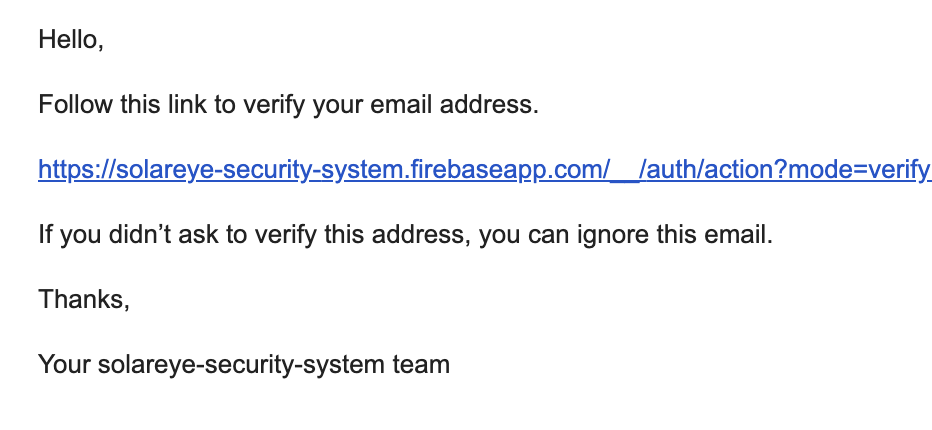 Hello,
Follow this link to verify your email address.
https://solareye-security-system.firebaseapp.com/__/auth/action?mode=verify
If you didn’t ask to verify this address, you can ignore this email.
Thanks,
Your solareye-security-system team